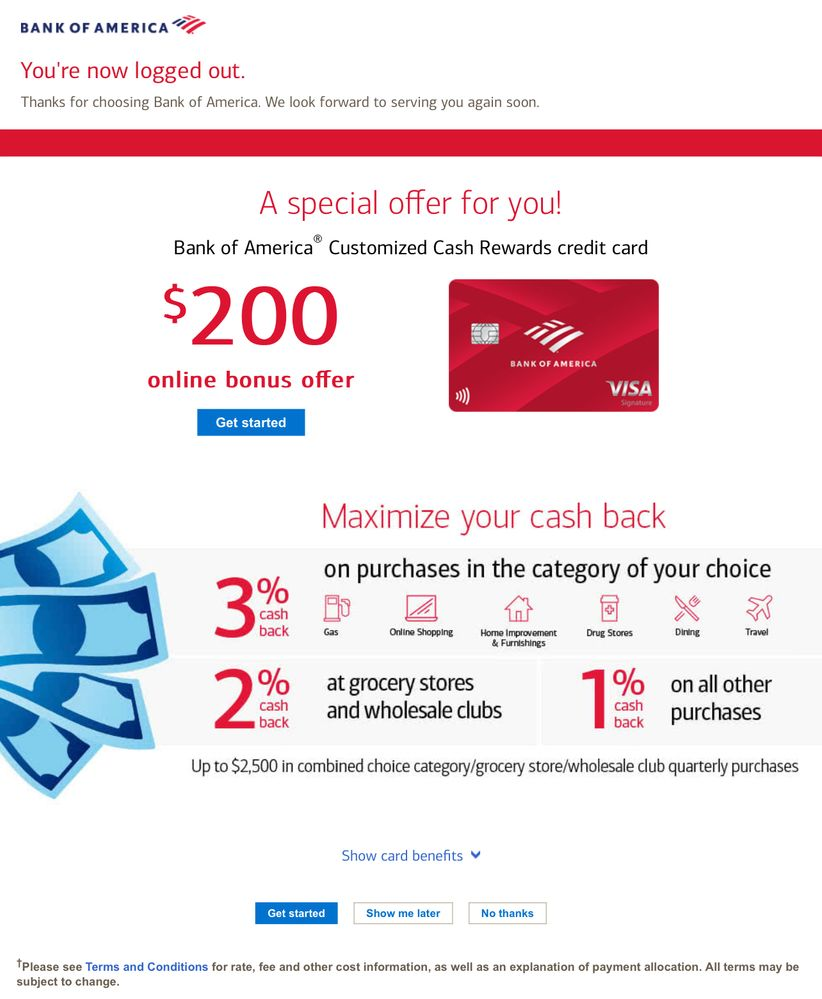 BANK OF AMERICA
You're now logged out.
Thanks for choosing Bank of America. We look forward to serving you again soon.
A special offer for you!
Bank of America® Customized Cash Rewards credit card
$200
online bonus offer
Get started
BANK OF AMERICA
VISA
Signature
Maximize your cash back
3% cash back
on purchases in the category of your choice
Gas
Online Shopping
Home Improvement
& Furnishings
Drug Stores
Dining
Travel
2% cash back
at grocery stores
and wholesale clubs
1% cash back
on all other
purchases
Up to $2,500 in combined choice category/grocery store/wholesale club quarterly purchases
Show card benefits
Get started
Show me later
No thanks
†Please see Terms and Conditions for rate, fee and other cost information, as well as an explanation of payment allocation. All terms may be
subject to change.